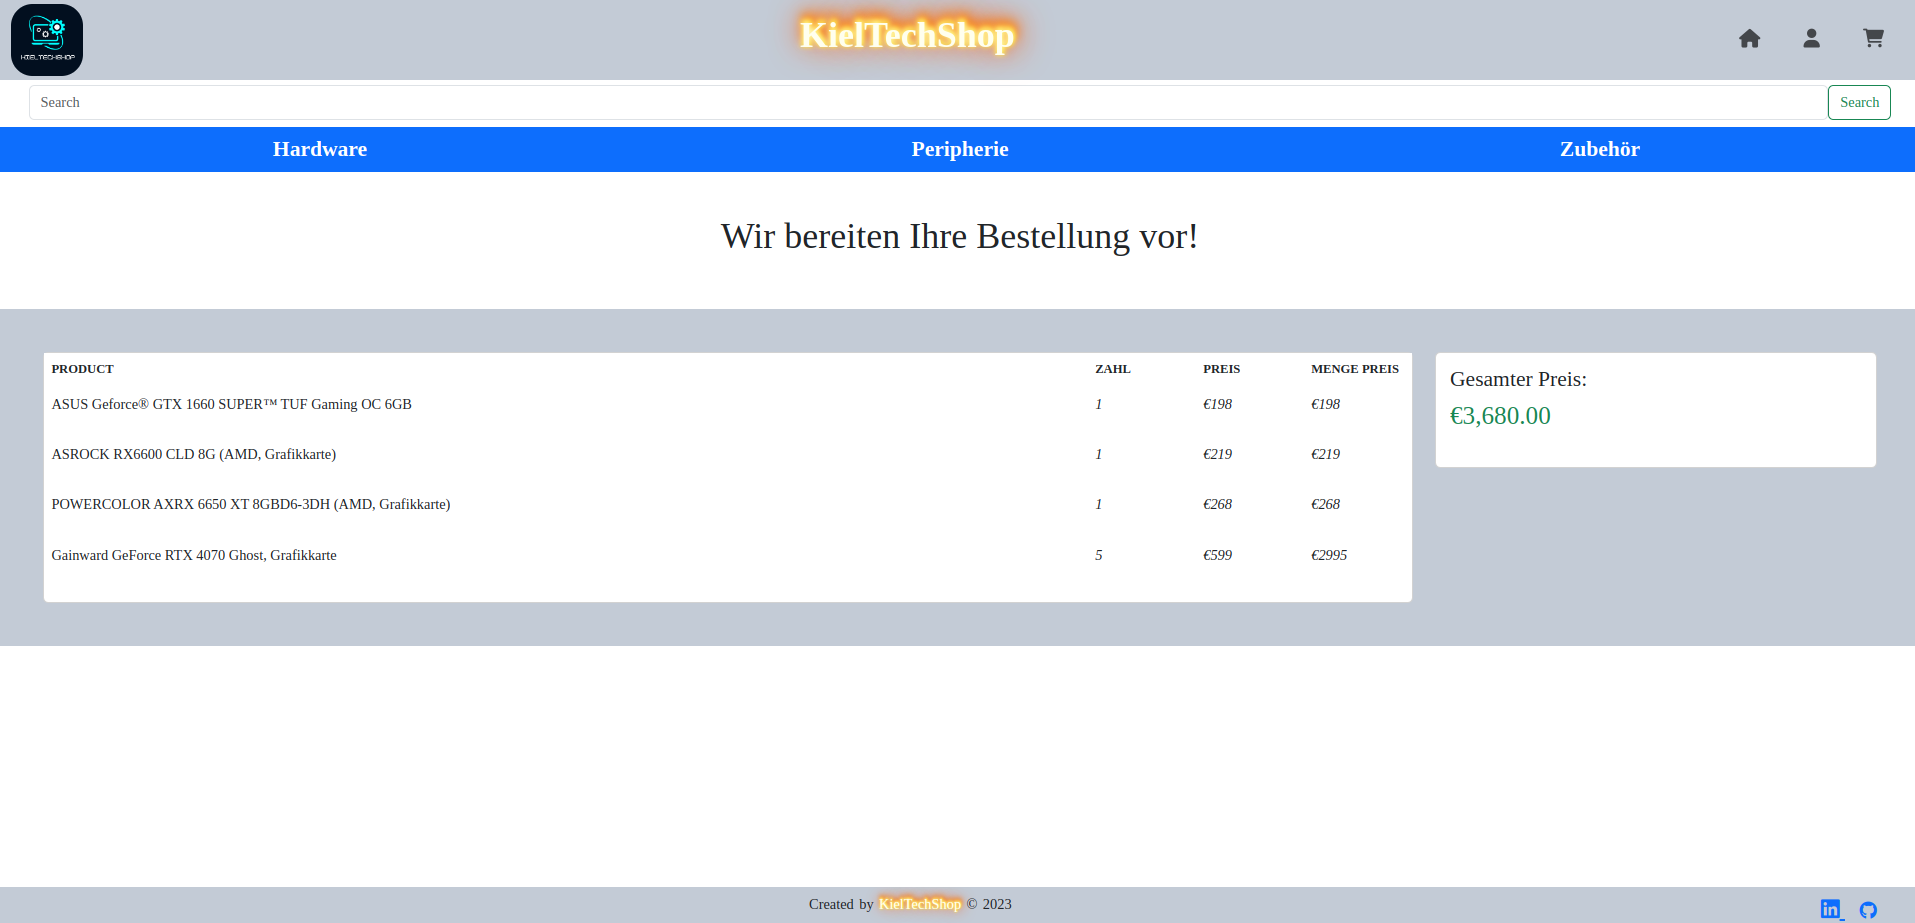 KIELTECHSHOP
KielTechShop
Search Search
Hardware Peripherie Zubehör
Wir bereiten Ihre Bestellung vor!
PRODUCT ZAHL PREIS MENGE PREIS
ASUS Geforce® GTX 1660 SUPER™ TUF Gaming OC 6GB 1 €198 €198
ASROCK RX6600 CLD 8G (AMD, Grafikkarte) 1 €219 €219
POWERCOLOR AXRX 6650 XT 8GBD6-3DH (AMD, Grafikkarte) 1 €268 €268
Gainward GeForce RTX 4070 Ghost, Grafikkarte 5 €599 €2995
Gesamter Preis:
€3,680.00
Created by KielTechShop © 2023
in